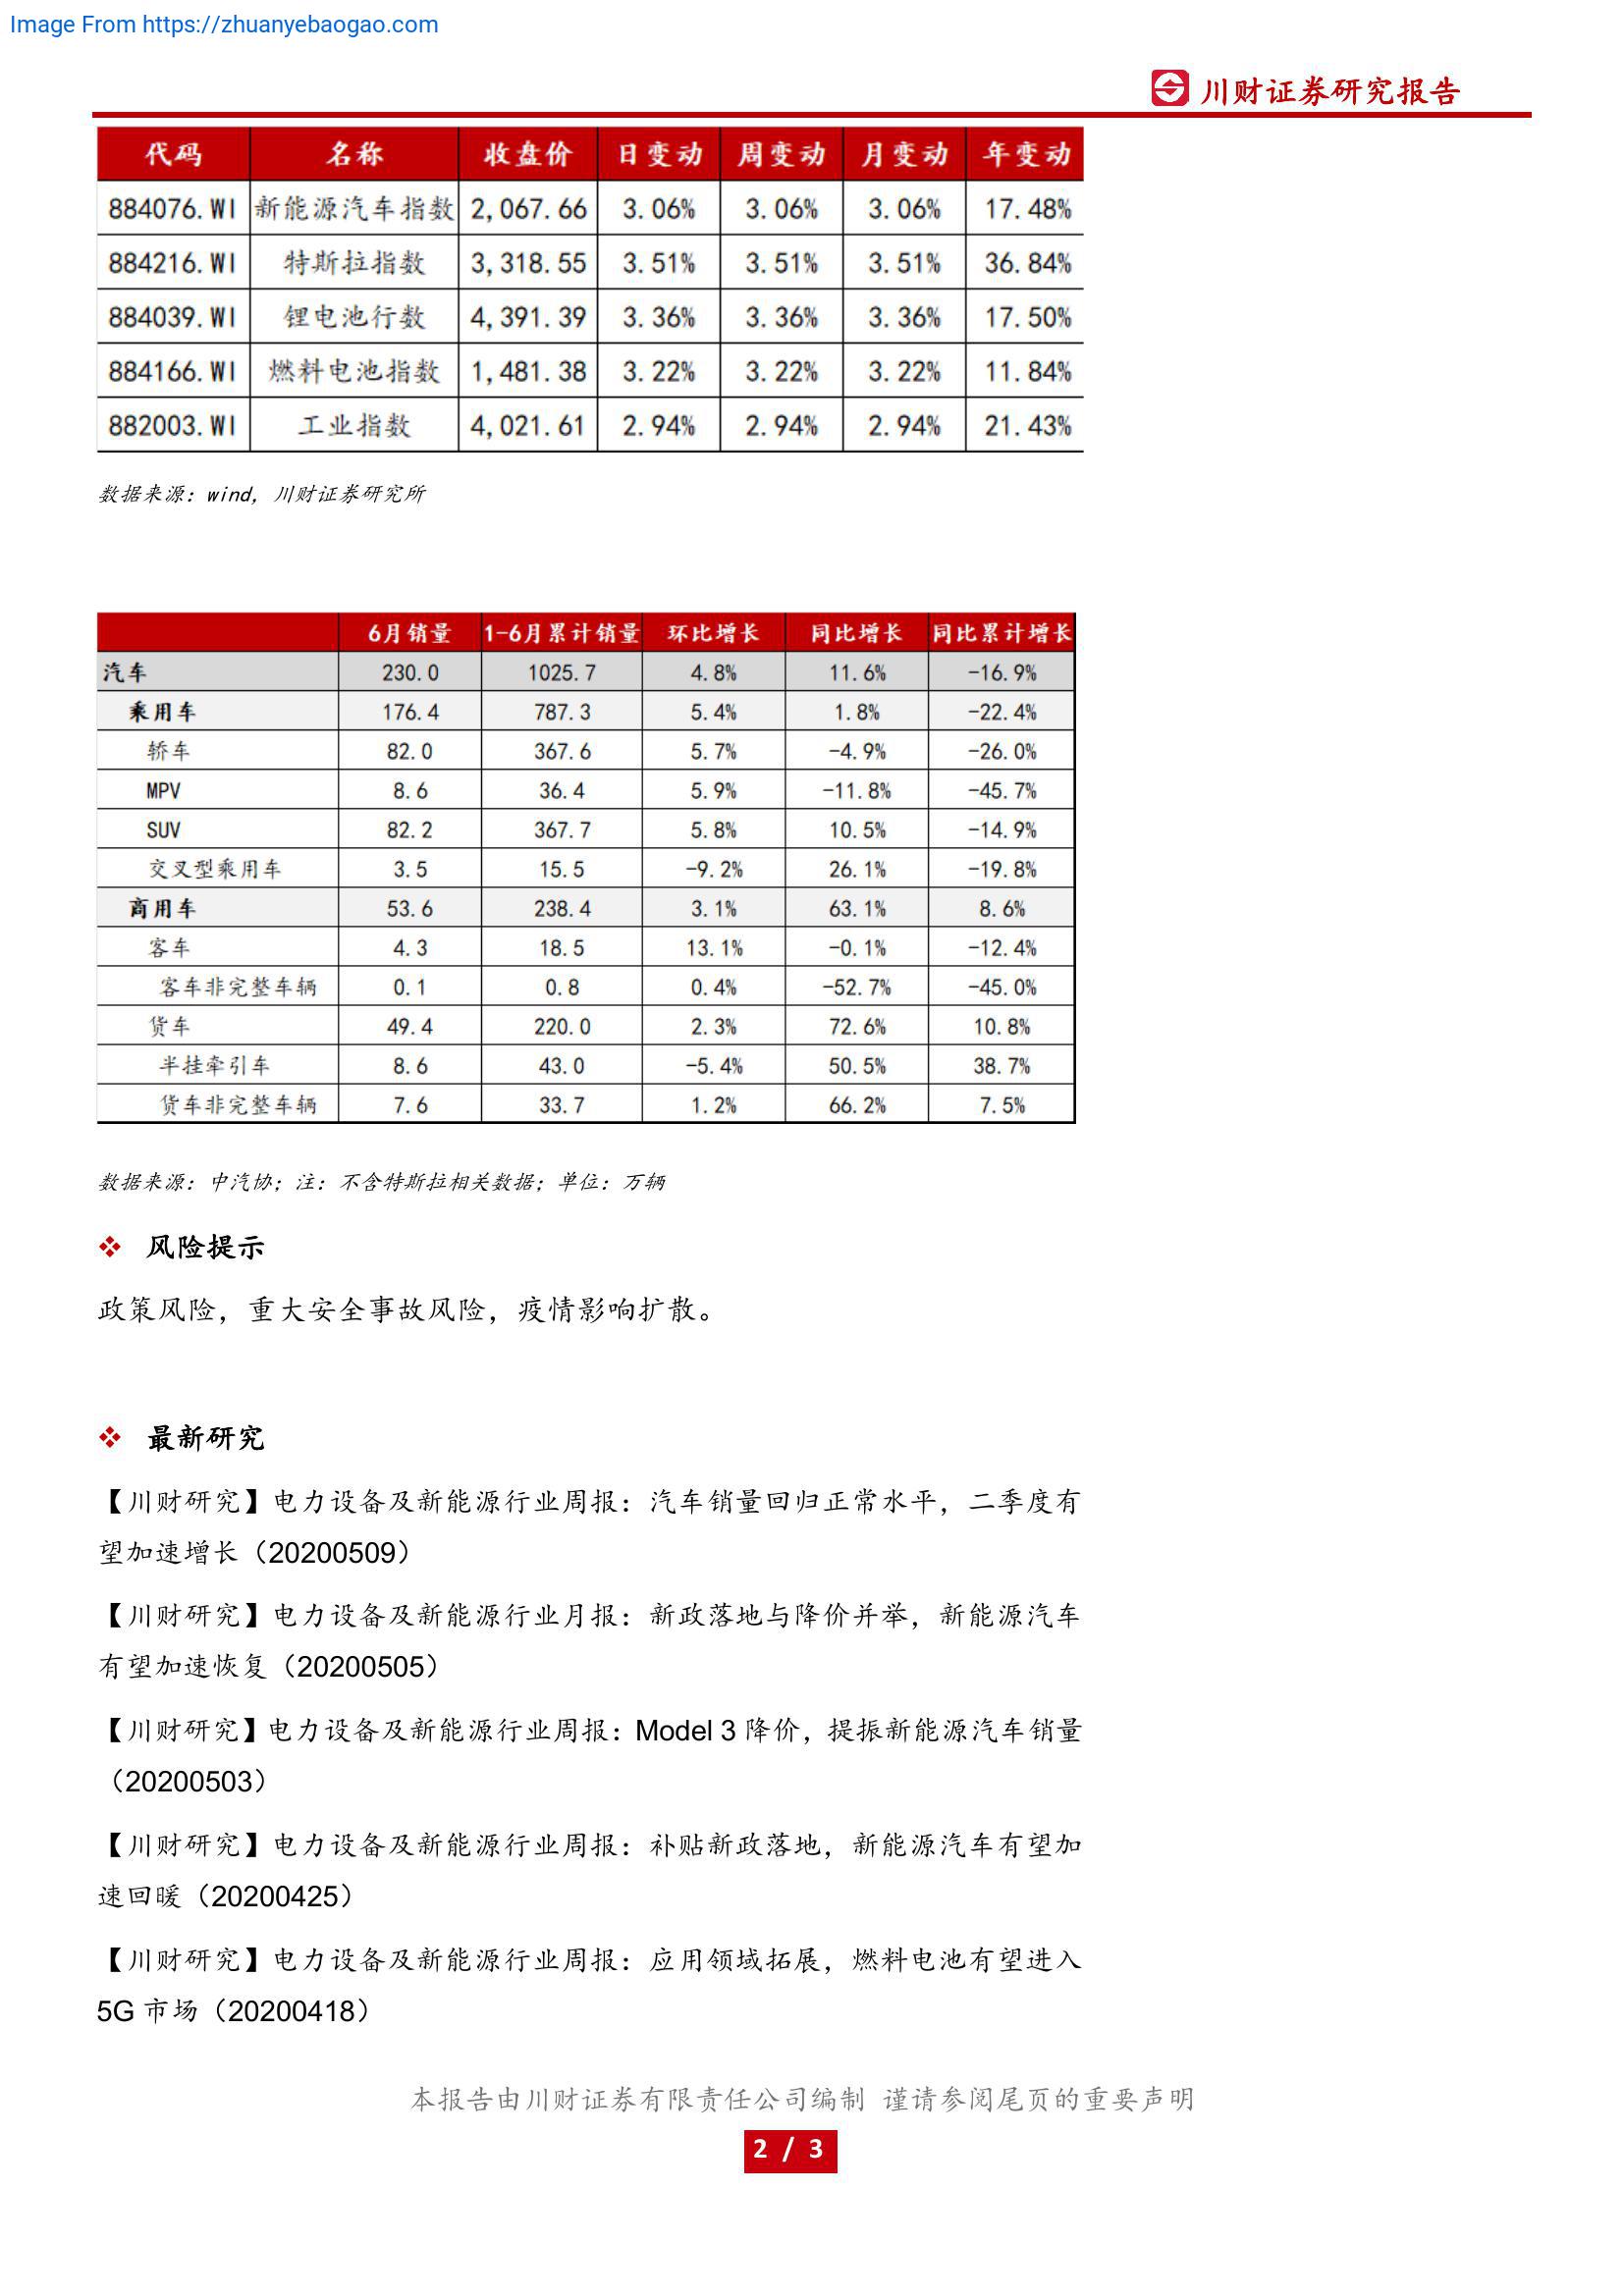 Image From https://zhuanyebaogao.com
川财证券研究报告
代码 名称 收盘价 日变动 周变动 月变动 年变动
884076.WI 新能源汽车指数 2,067.66 3.06% 3.06% 3.06% 17.48%
884216.WI 特斯拉指数 3,318.55 3.51% 3.51% 3.51% 36.84%
884039.WI 锂电池行数 4,391.39 3.36% 3.36% 3.36% 17.50%
884166.WI 燃料电池指数 1,481.38 3.22% 3.22% 3.22% 11.84%
882003.WI 工业指数 4,021.61 2.94% 2.94% 2.94% 21.43%
数据来源：wind，川财证券研究所
6月销量 1-6月累计销量 环比增长 同比增长 同比累计增长
汽车 230.0 1025.7 4.8% 11.6% -16.9%
乘用车 176.4 787.3 5.4% 1.8% -22.4%
轿车 82.0 367.6 5.7% -4.9% -26.0%
MPV 8.6 36.4 5.9% -11.8% -45.7%
SUV 82.2 367.7 5.8% 10.5% -14.9%
交叉型乘用车 3.5 15.5 -9.2% 26.1% -19.8%
商用车 53.6 238.4 3.1% 63.1% 8.6%
客车 4.3 18.5 13.1% -0.1% -12.4%
客车非完整车辆 0.1 0.8 0.4% -52.7% -45.0%
货车 49.4 220.0 2.3% 72.6% 10.8%
半挂牵引车 8.6 43.0 -5.4% 50.5% 38.7%
货车非完整车辆 7.6 33.7 1.2% 66.2% 7.5%
数据来源：中汽协；注：不含特斯拉相关数据；单位：万辆
风险提示
政策风险，重大安全事故风险，疫情影响扩散。
最新研究
【川财研究】电力设备及新能源行业周报：汽车销量回归正常水平，二季度有
望加速增长（20200509）
【川财研究】电力设备及新能源行业月报：新政落地与降价并举，新能源汽车
有望加速恢复（20200505）
【川财研究】电力设备及新能源行业周报：Model 3 降价，提振新能源汽车销量
（20200503）
【川财研究】电力设备及新能源行业周报：补贴新政落地，新能源汽车有望加
速回暖（20200425）
【川财研究】电力设备及新能源行业周报：应用领域拓展，燃料电池有望进入
5G 市场（20200418）
本报告由川财证券有限责任公司编制 谨请参阅尾页的重要声明
2 / 3